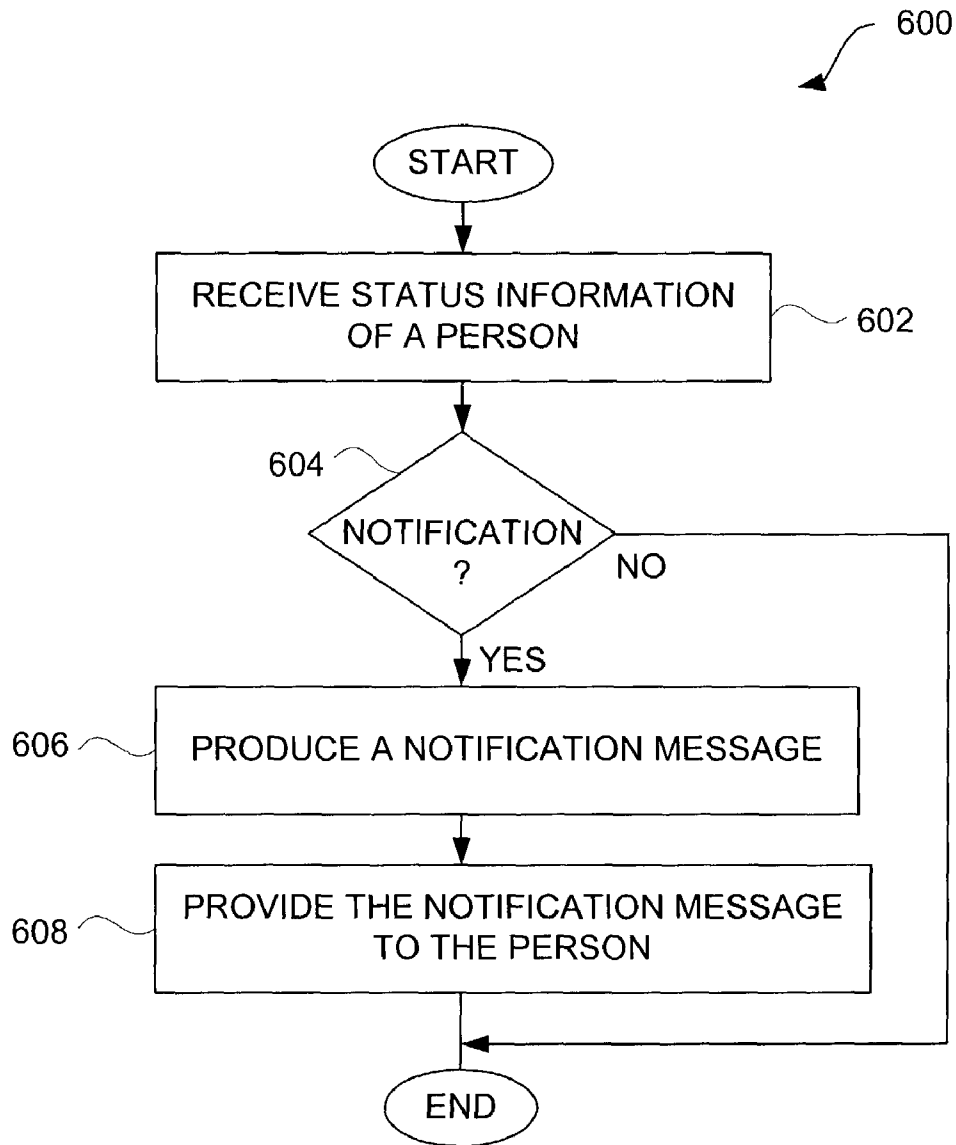 600
START
RECEIVE STATUS INFORMATION
OF A PERSON
602
604
NOTIFICATION
?
NO
YES
606
PRODUCE A NOTIFICATION MESSAGE
608
PROVIDE THE NOTIFICATION MESSAGE
TO THE PERSON
END